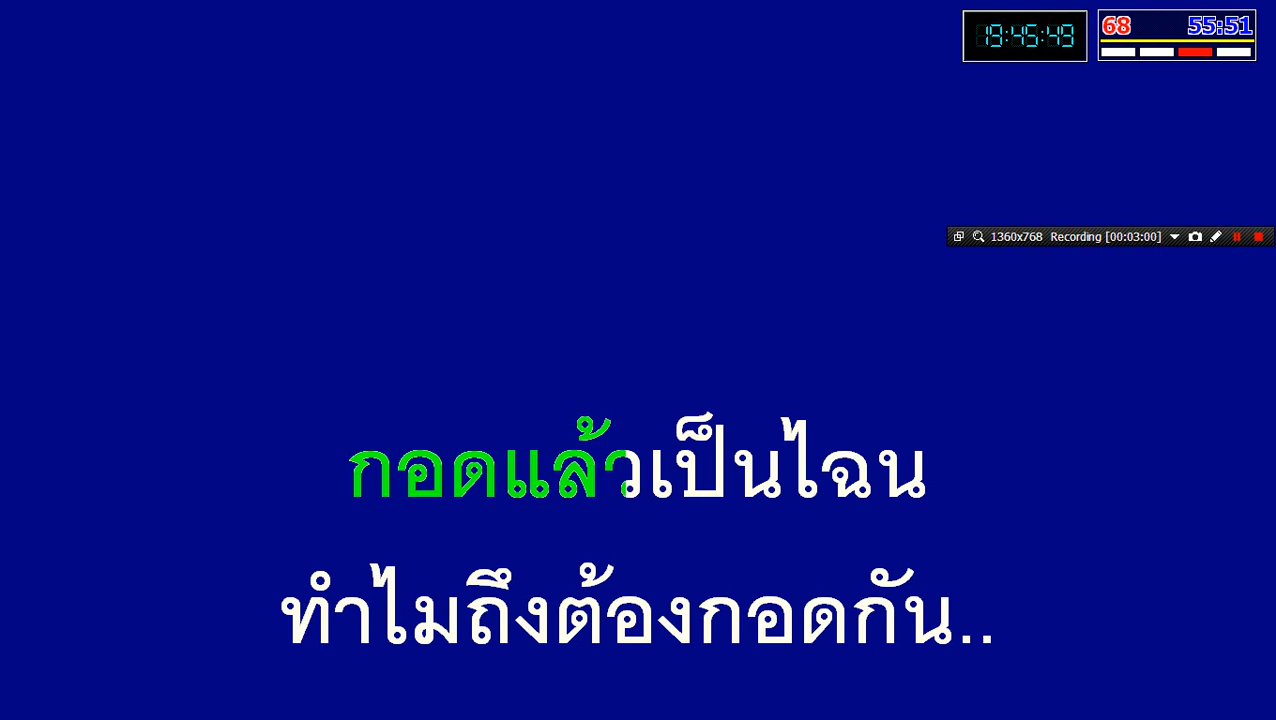 19:45:49
68 55:51
1360x768 Recording [00:03:00]
กอดแล้วเป็นไฉน
ทำไมถึงต้องกอดกัน..